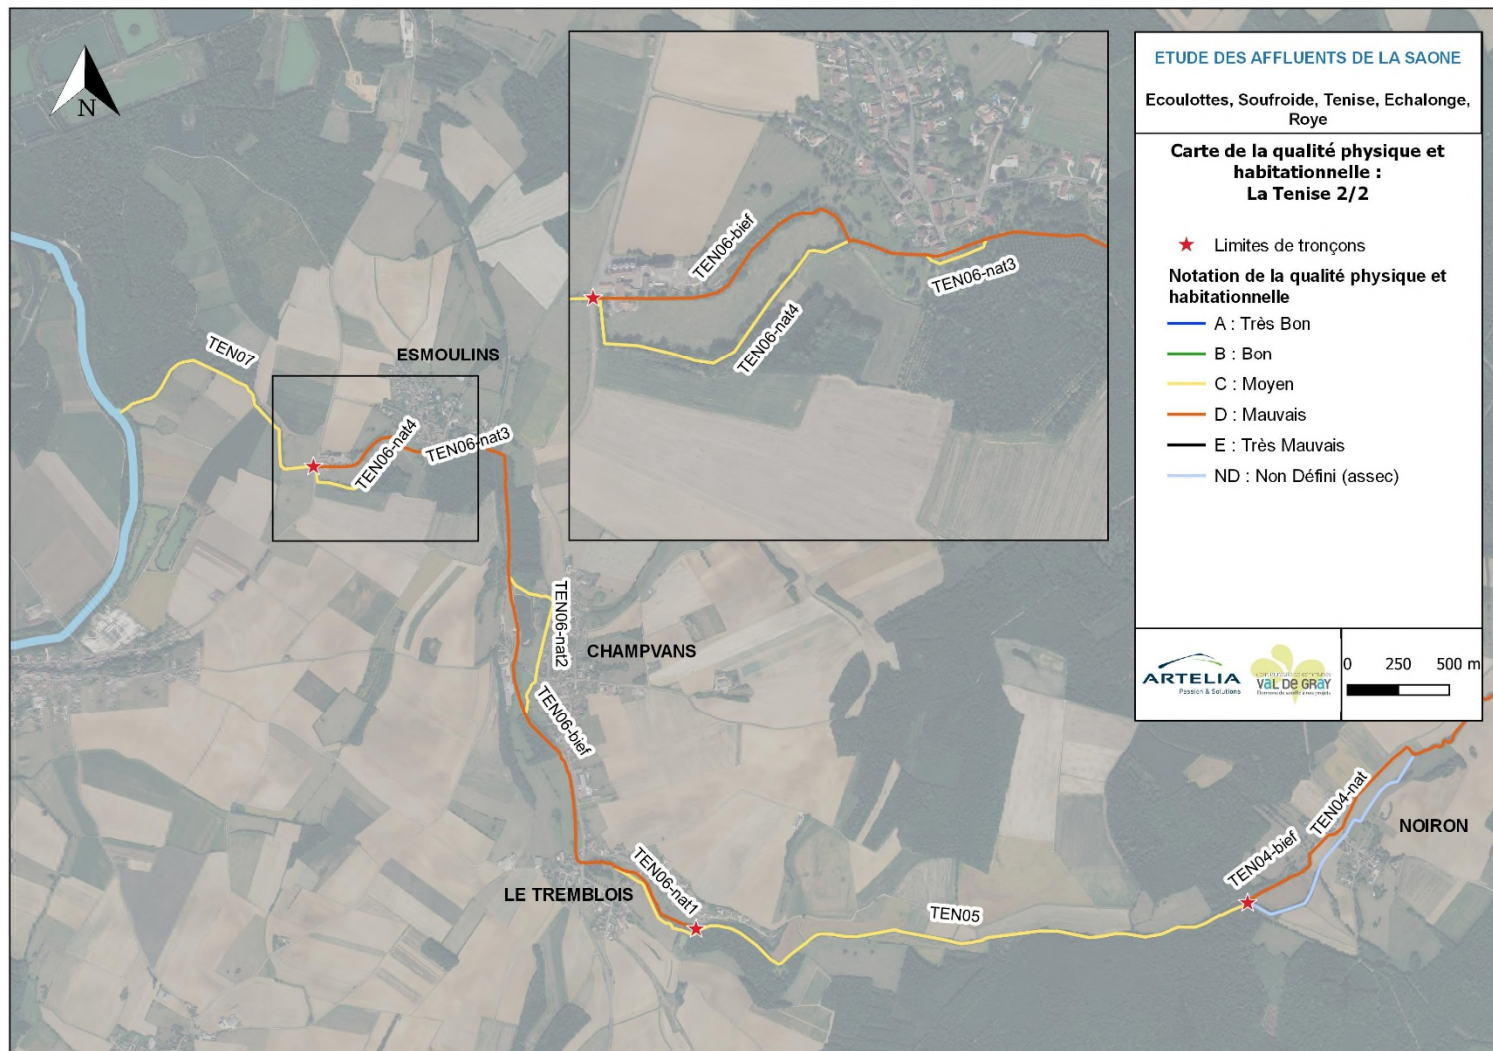 ETUDE DES AFFLUENTS DE LA SAONE
Ecoulottes, Soufroide, Tenise, Echalonge,
Roye
Carte de la qualité physique et
habitationnelle :
La Tenise 2/2
Limites de tronçons
Notation de la qualité physique et
habitationnelle
A : Très Bon
B : Bon
C : Moyen
D : Mauvais
E : Très Mauvais
ND : Non Défini (assec)
ARTELIA
Passion & Solutions
VAL DE GRAY
0 250 500 m
N
TEN06-bief
TEN06-nat3
TEN06-nat4
TEN07
ESMOULINS
TEN06-nat3
TEN06-nat4
TEN06-nat2
CHAMPVANS
TEN06-bief
TEN06-nat1
LE TREMBLOIS
TEN05
TEN04-bief
TEN04-nat
NOIRON